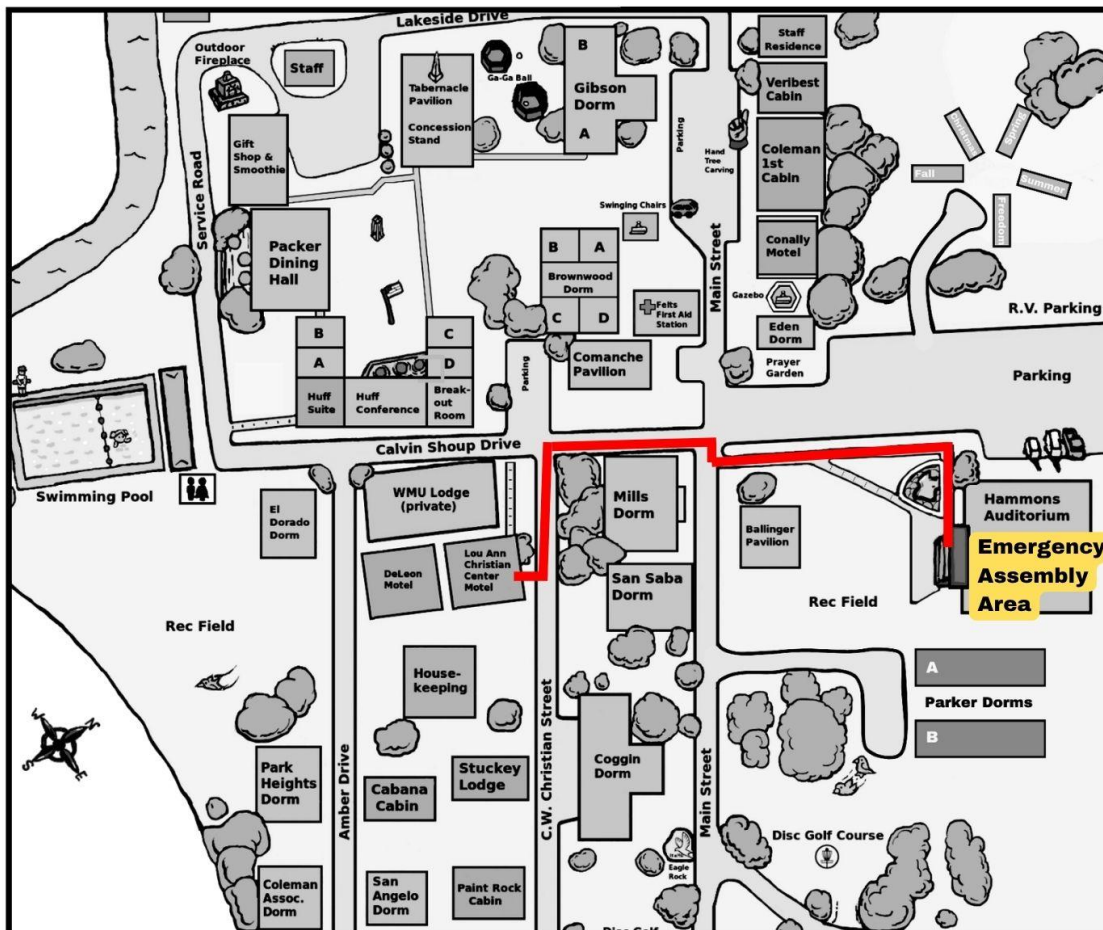 Lakeside Drive
Staff
Residence
Outdoor
Fireplace
Staff
Ga-Ga Ball
B
Gibson
Dorm
A
Tabernacle
Pavilion
Concession
Stand
Parking
Veribest
Cabin
Hand
Tree
Carving
Coleman
1st
Cabin
Spring
Fall
Summer
Freedom
Gift
Shop &
Smoothie
Service Road
Packer
Dining
Hall
Swinging Chairs
B
A
Brownwood
Dorm
C
D
Felts
First Aid
Station
Main Street
Conally
Motel
Gazebo
Eden
Dorm
Prayer
Garden
R.V. Parking
Parking
B
A
C
D
Huff
Suite
Huff
Conference
Break-
out
Room
Parking
Comanche
Pavilion
Calvin Shoup Drive
Swimming Pool
El
Dorado
Dorm
WMU Lodge
(private)
DeLeon
Motel
Lou Ann
Christian
Center
Motel
Mills
Dorm
San Saba
Dorm
Ballinger
Pavilion
Rec Field
Hammons
Auditorium
Emergency
Assembly
Area
Rec Field
House-
keeping
A
Parker Dorms
B
N
W
S
E
Park
Heights
Dorm
Amber Drive
Cabana
Cabin
Stuckey
Lodge
C.W. Christian Street
Coggin
Dorm
Main Street
Eagle
Rock
Disc Golf Course
Coleman
Assoc.
Dorm
San
Angelo
Dorm
Paint Rock
Cabin
Disc Golf